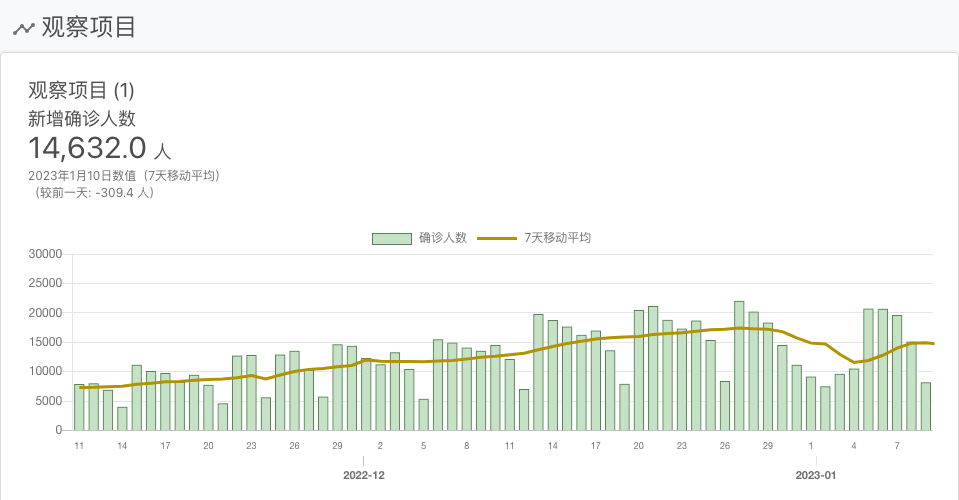 观察项目
观察项目 (1)
新增确诊人数
14,632.0 人
2023年1月10日数值（7天移动平均）
（较前一天: -309.4 人）
确诊人数 7天移动平均
30000
25000
20000
15000
10000
5000
0
11 14 17 20 23 26 29 2 5 8 11 14 17 20 23 26 29 1 4 7
2022-12 2023-01